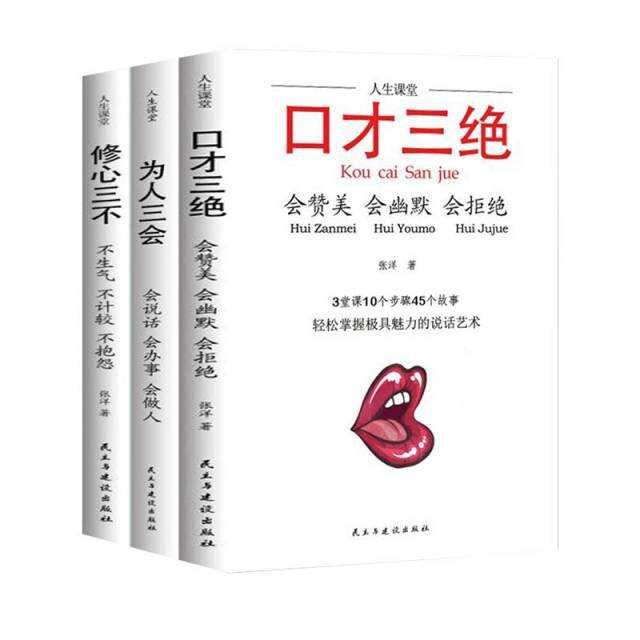 人生课堂
修心三不
不生气 不计较 不抱怨
张洋 著
民主与建设出版社
人生课堂
为人三会
会说话 会办事 会做人
张洋 著
民主与建设出版社
人生课堂
口才三绝
会赞美 会幽默 会拒绝
张洋 著
民主与建设出版社
人生课堂
口才三绝
Kou cai San jue
会赞美 会幽默 会拒绝
Hui Zanmei Hui Youmo Hui Jujue
张洋 著
3堂课10个步骤45个故事
轻松掌握极具魅力的说话艺术
民主与建设出版社